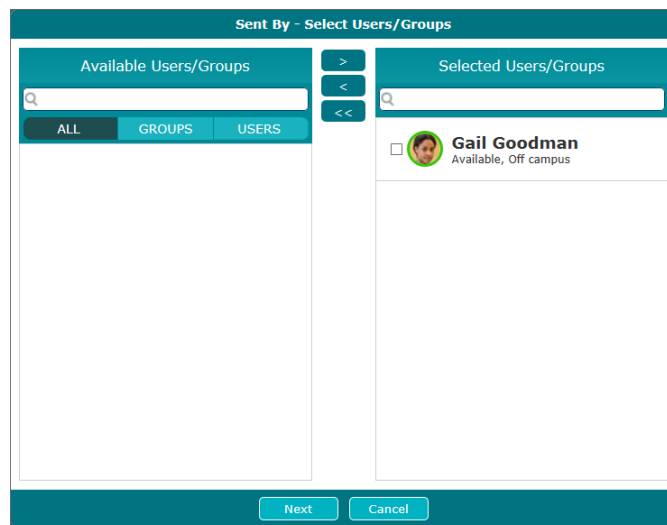 Sent By - Select Users/Groups
Available Users/Groups
ALL
GROUPS
USERS
>
<
<<
Selected Users/Groups
Gail Goodman
Available, Off campus
Next
Cancel